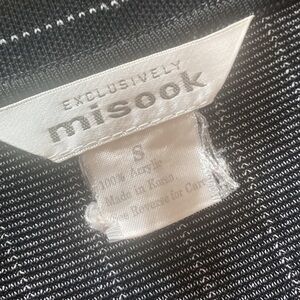 EXCLUSIVELY
misook
S
100% Acrylic
Made in Korea
See Reverse for Care